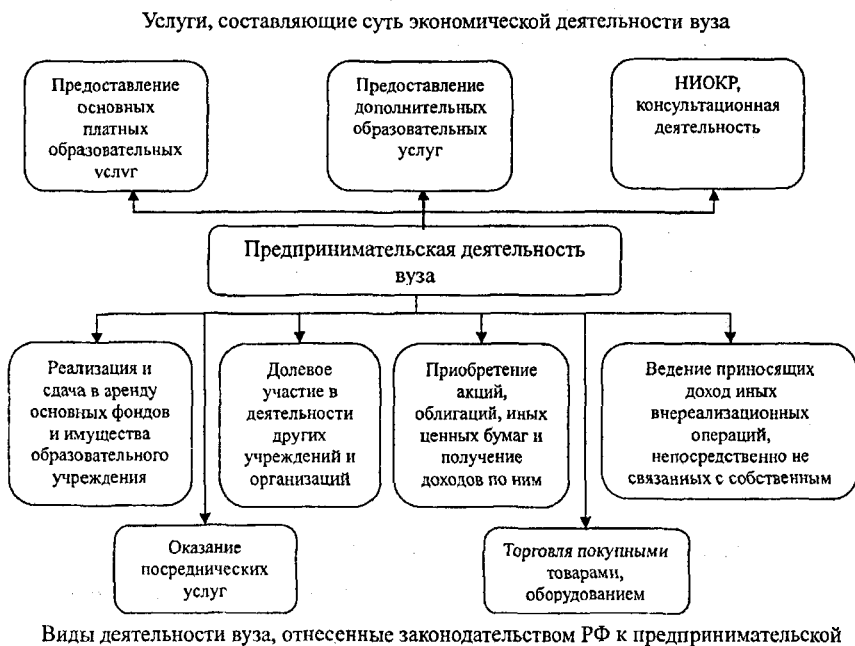 Услуги, составляющие суть экономической деятельности вуза
Предоставление
основных
платных
образовательных
услуг
Предоставление
дополнительных
образовательных
услуг
НИОКР,
консультационная
деятельность
Предпринимательская деятельность
вуза
Реализация и
сдача в аренду
основных фондов
и имущества
образовательного
учреждения
Долевое
участие в
деятельности
других
учреждений и
организаций
Приобретение
акций,
облигаций, иных
ценных бумаг и
получение
доходов по ним
Ведение приносящих
доход иных
внереализационных
операций,
непосредственно не
связанных с собственным
Оказание
посреднических
услуг
Торговля покупными
товарами,
оборудованием
Виды деятельности вуза, отнесенные законодательством РФ к предпринимательской